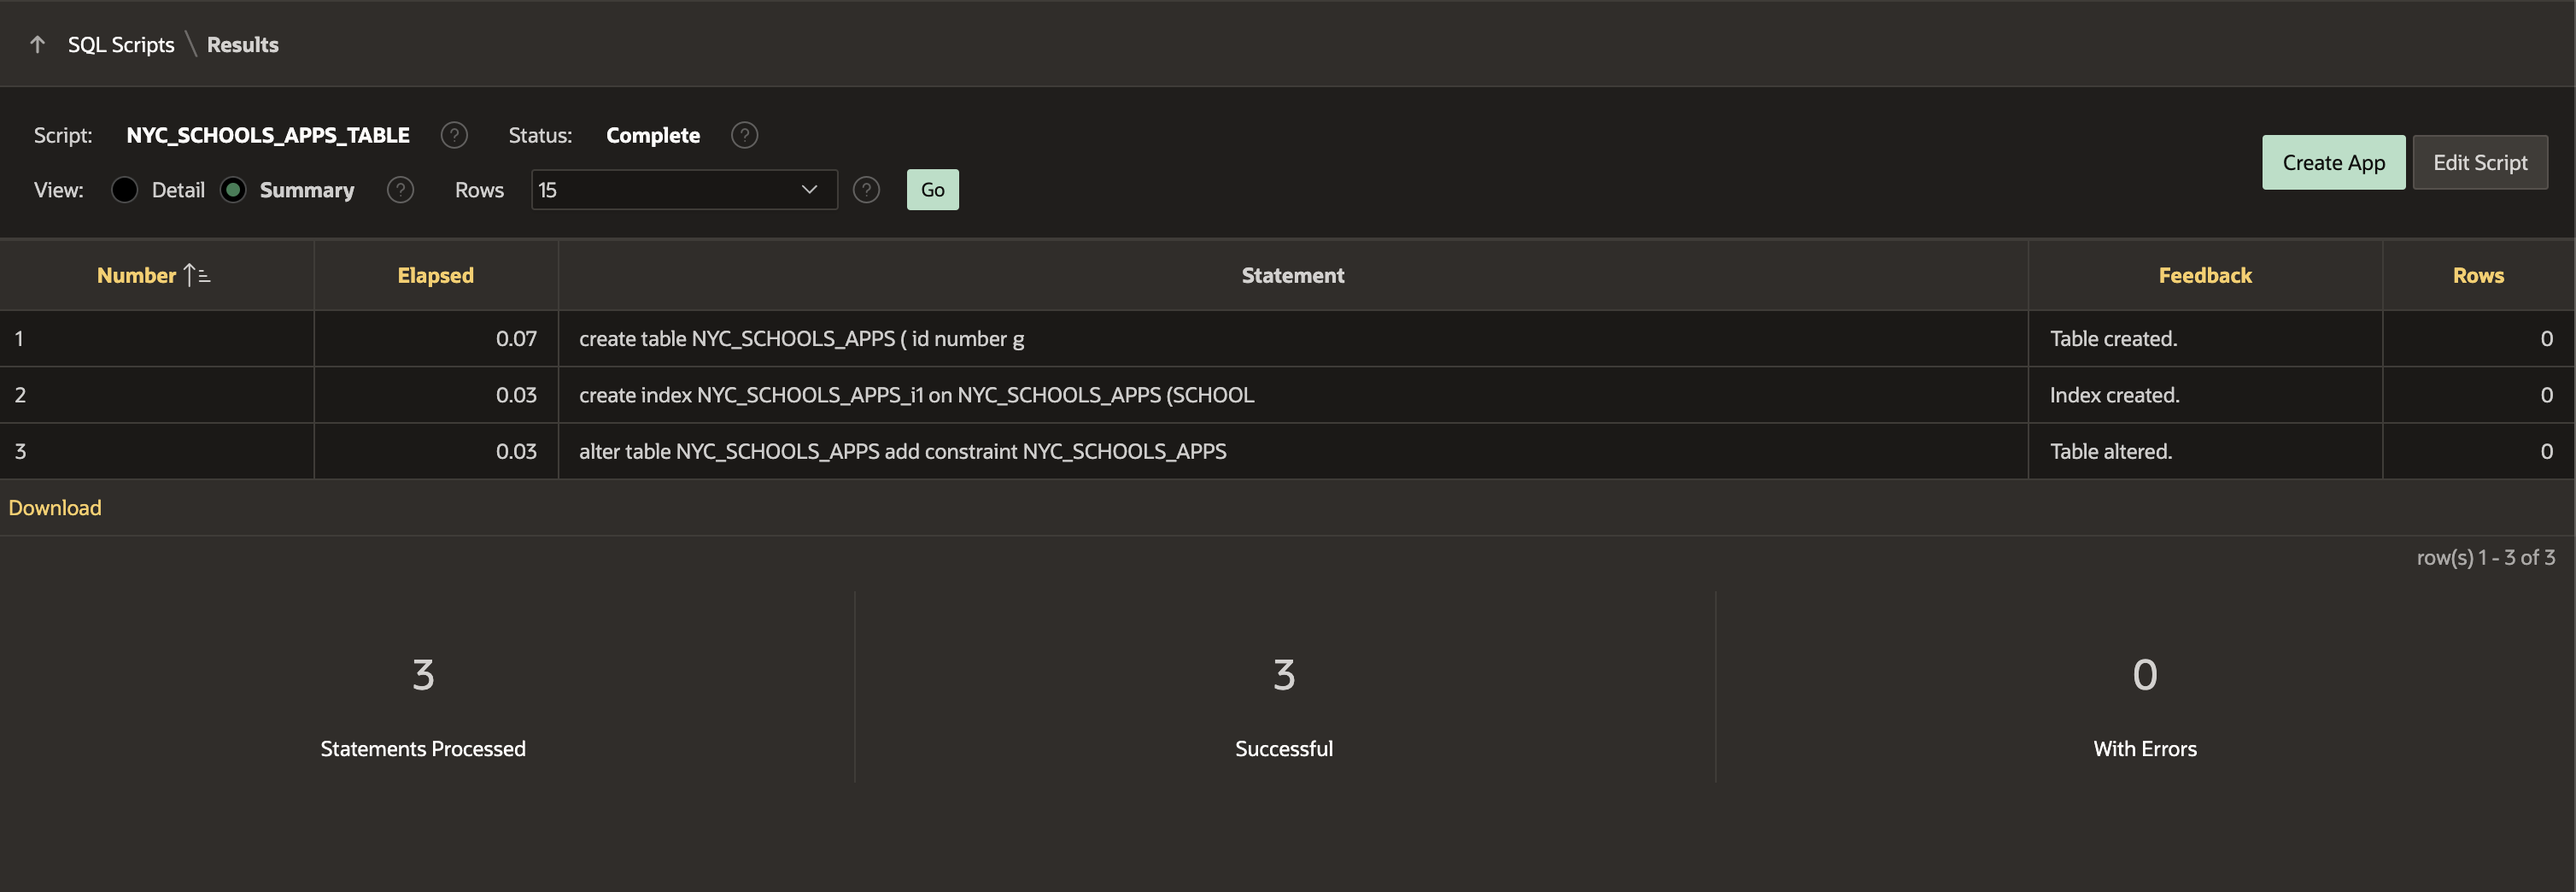 SQL Scripts \ Results
Script: NYC_SCHOOLS_APPS_TABLE ? Status: Complete ?
View: Detail Summary ? Rows 15 ? Go
Create App Edit Script
Number Elapsed Statement Feedback Rows
1 0.07 create table NYC_SCHOOLS_APPS ( id number g Table created. 0
2 0.03 create index NYC_SCHOOLS_APPS_i1 on NYC_SCHOOLS_APPS (SCHOOL Index created. 0
3 0.03 alter table NYC_SCHOOLS_APPS add constraint NYC_SCHOOLS_APPS Table altered. 0
Download
row(s) 1 - 3 of 3
3 3 0
Statements Processed Successful With Errors